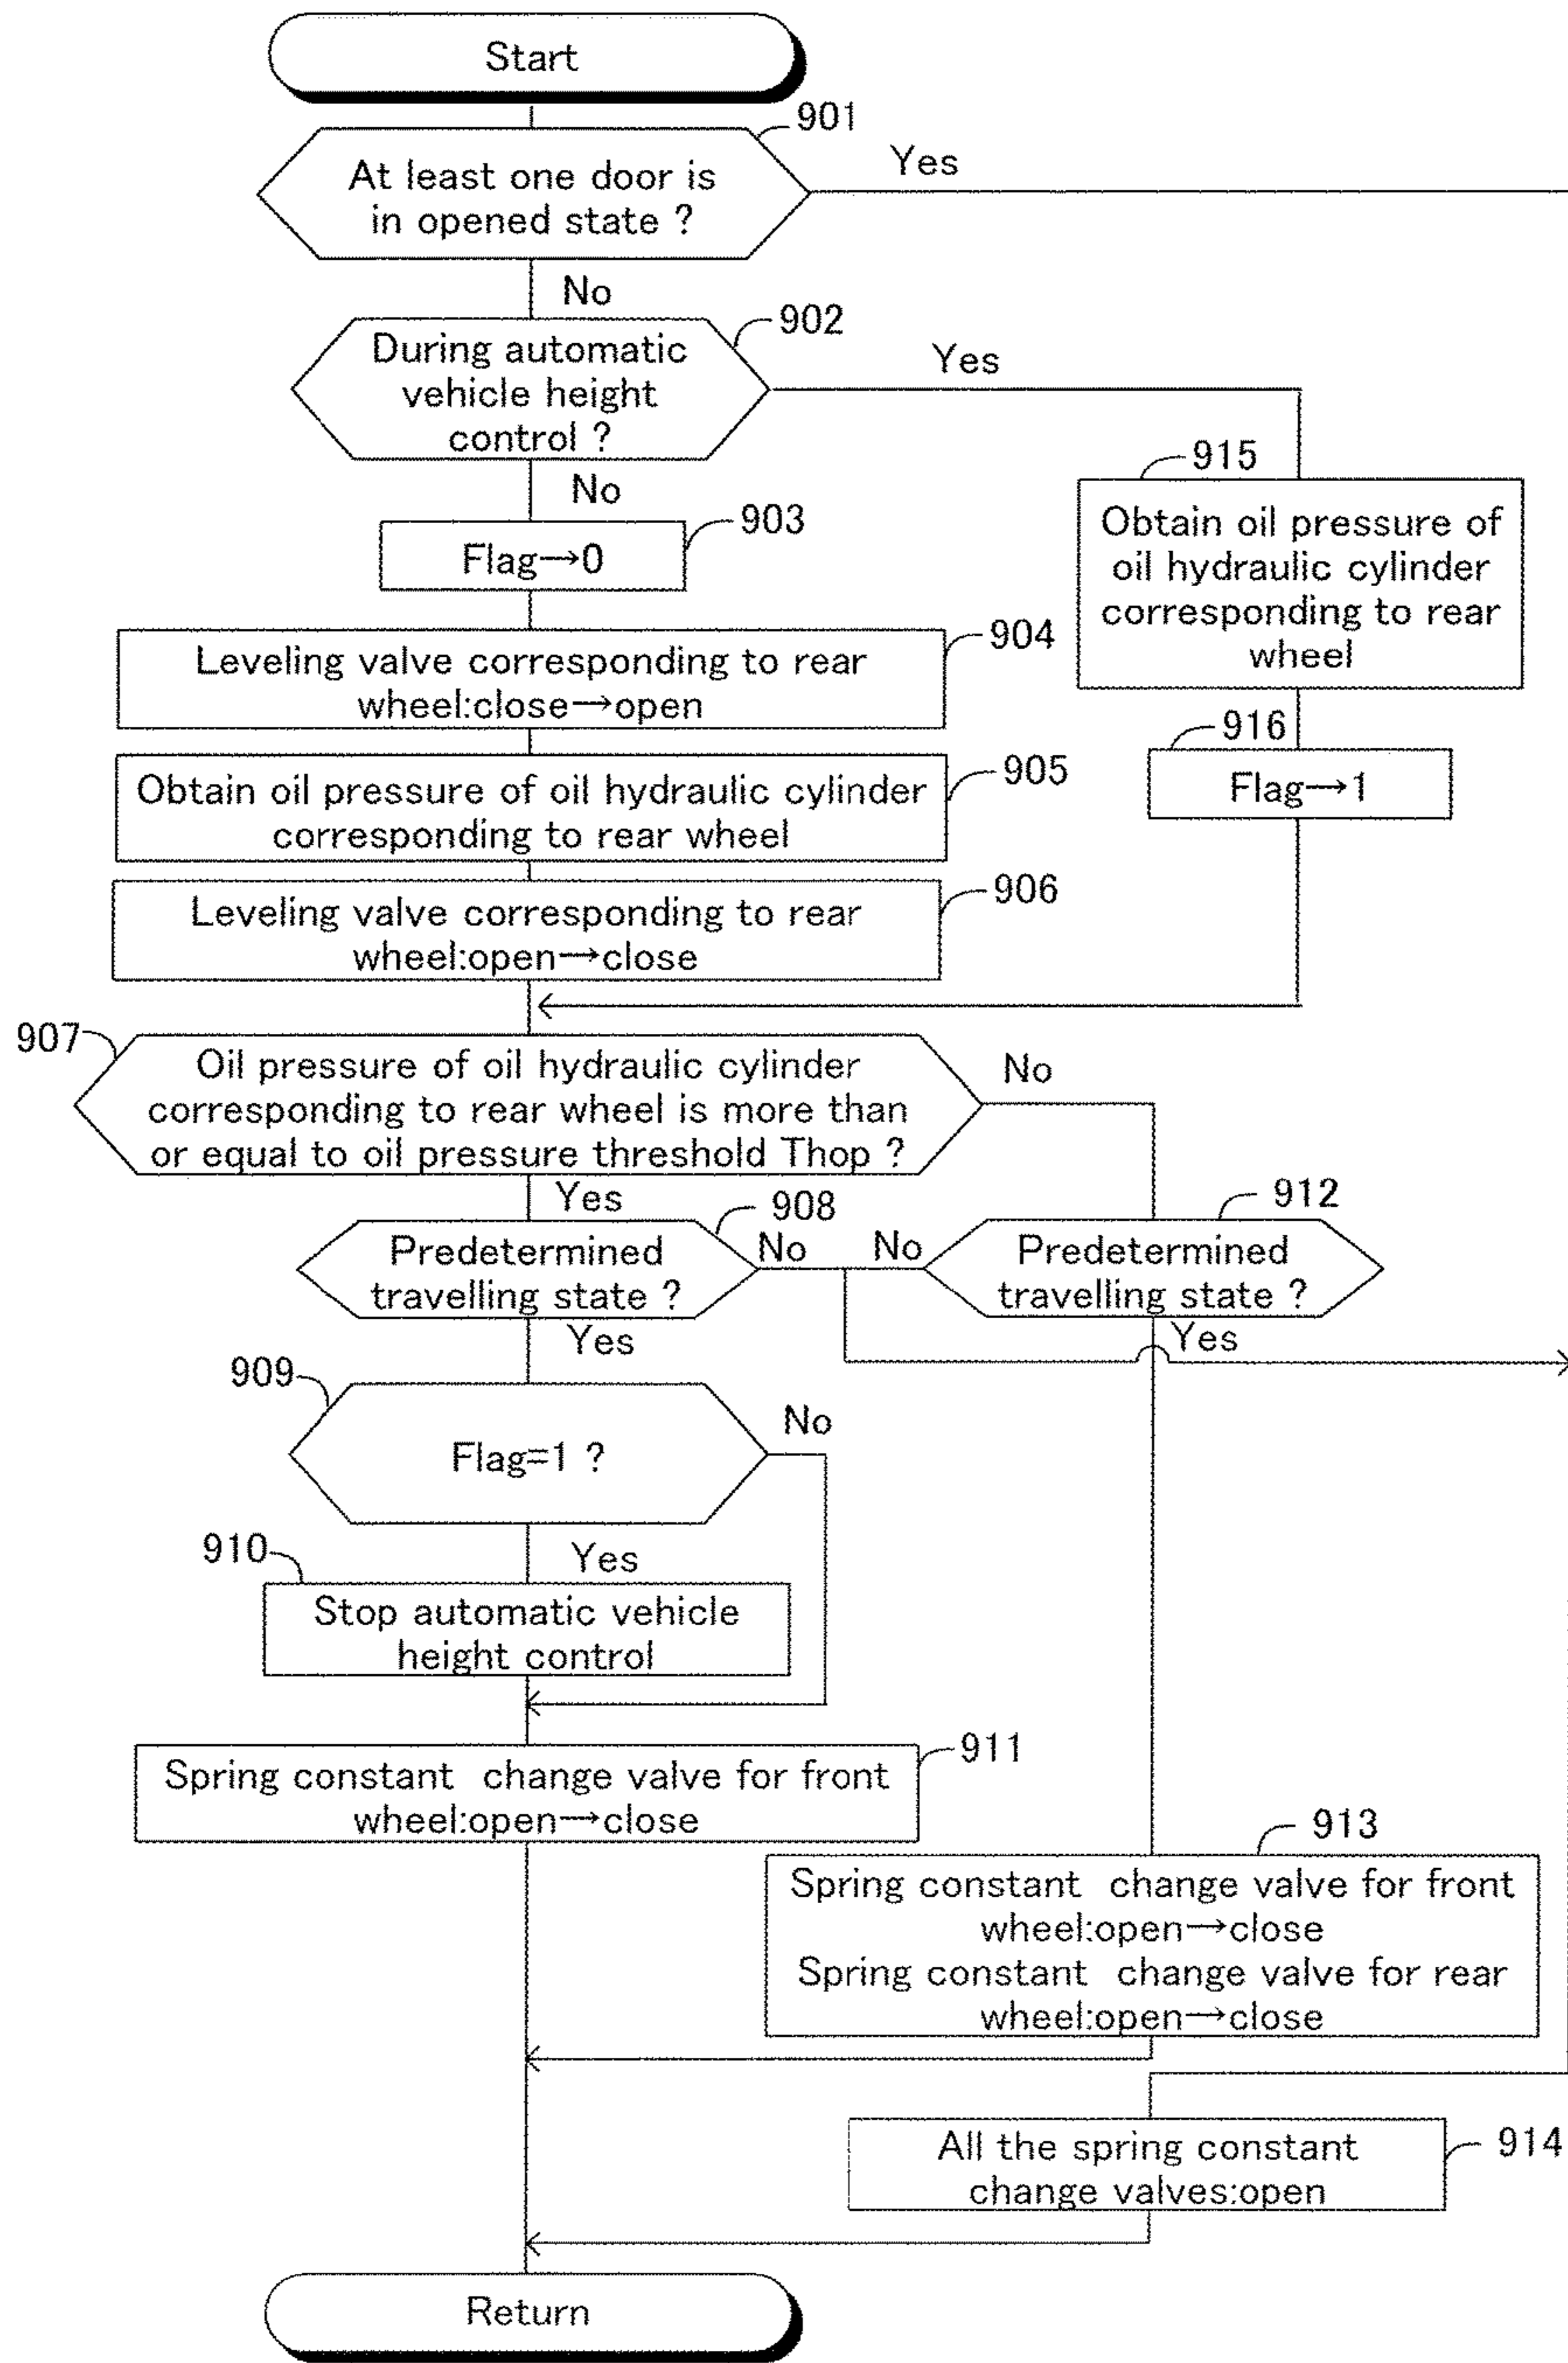 Start
901
At least one door is
in opened state ?
Yes
No
902
During automatic
vehicle height
control ?
Yes
No
903
Flag→0
915
Obtain oil pressure of
oil hydraulic cylinder
corresponding to rear
wheel
904
Leveling valve corresponding to rear
wheel:close→open
916
Flag→1
905
Obtain oil pressure of oil hydraulic cylinder
corresponding to rear wheel
906
Leveling valve corresponding to rear
wheel:open→close
907
Oil pressure of oil hydraulic cylinder
corresponding to rear wheel is more than
or equal to oil pressure threshold Thop ?
No
Yes
908
Predetermined
travelling state ?
No
No
912
Predetermined
travelling state ?
Yes
Yes
909
Flag=1 ?
No
Yes
910
Stop automatic vehicle
height control
911
Spring constant change valve for front
wheel:open→close
913
Spring constant change valve for front
wheel:open→close
Spring constant change valve for rear
wheel:open→close
914
All the spring constant
change valves:open
Return